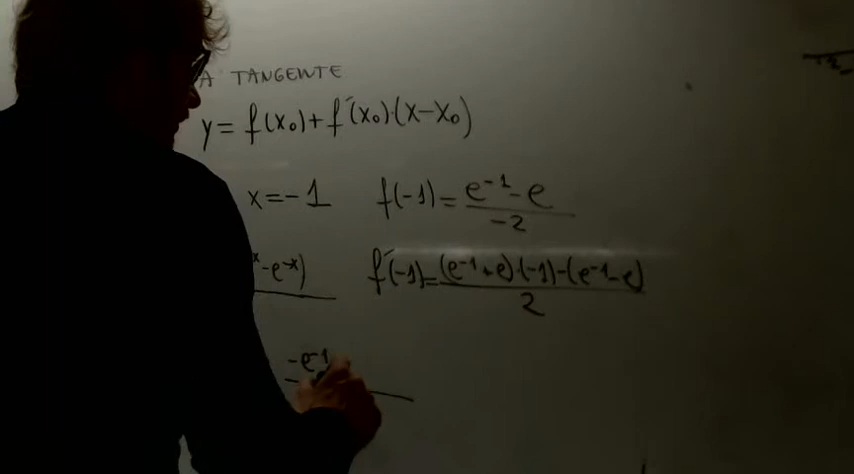 A TANGENTE
y = f(x₀) + f´(x₀)·(x-x₀)
x = -1 f(-1) = (e⁻¹ - e)/-2
ˣ-e⁻ˣ) f´(-1) = ((e⁻¹+e)·(-1)-(e⁻¹-e))/2
-e⁻¹